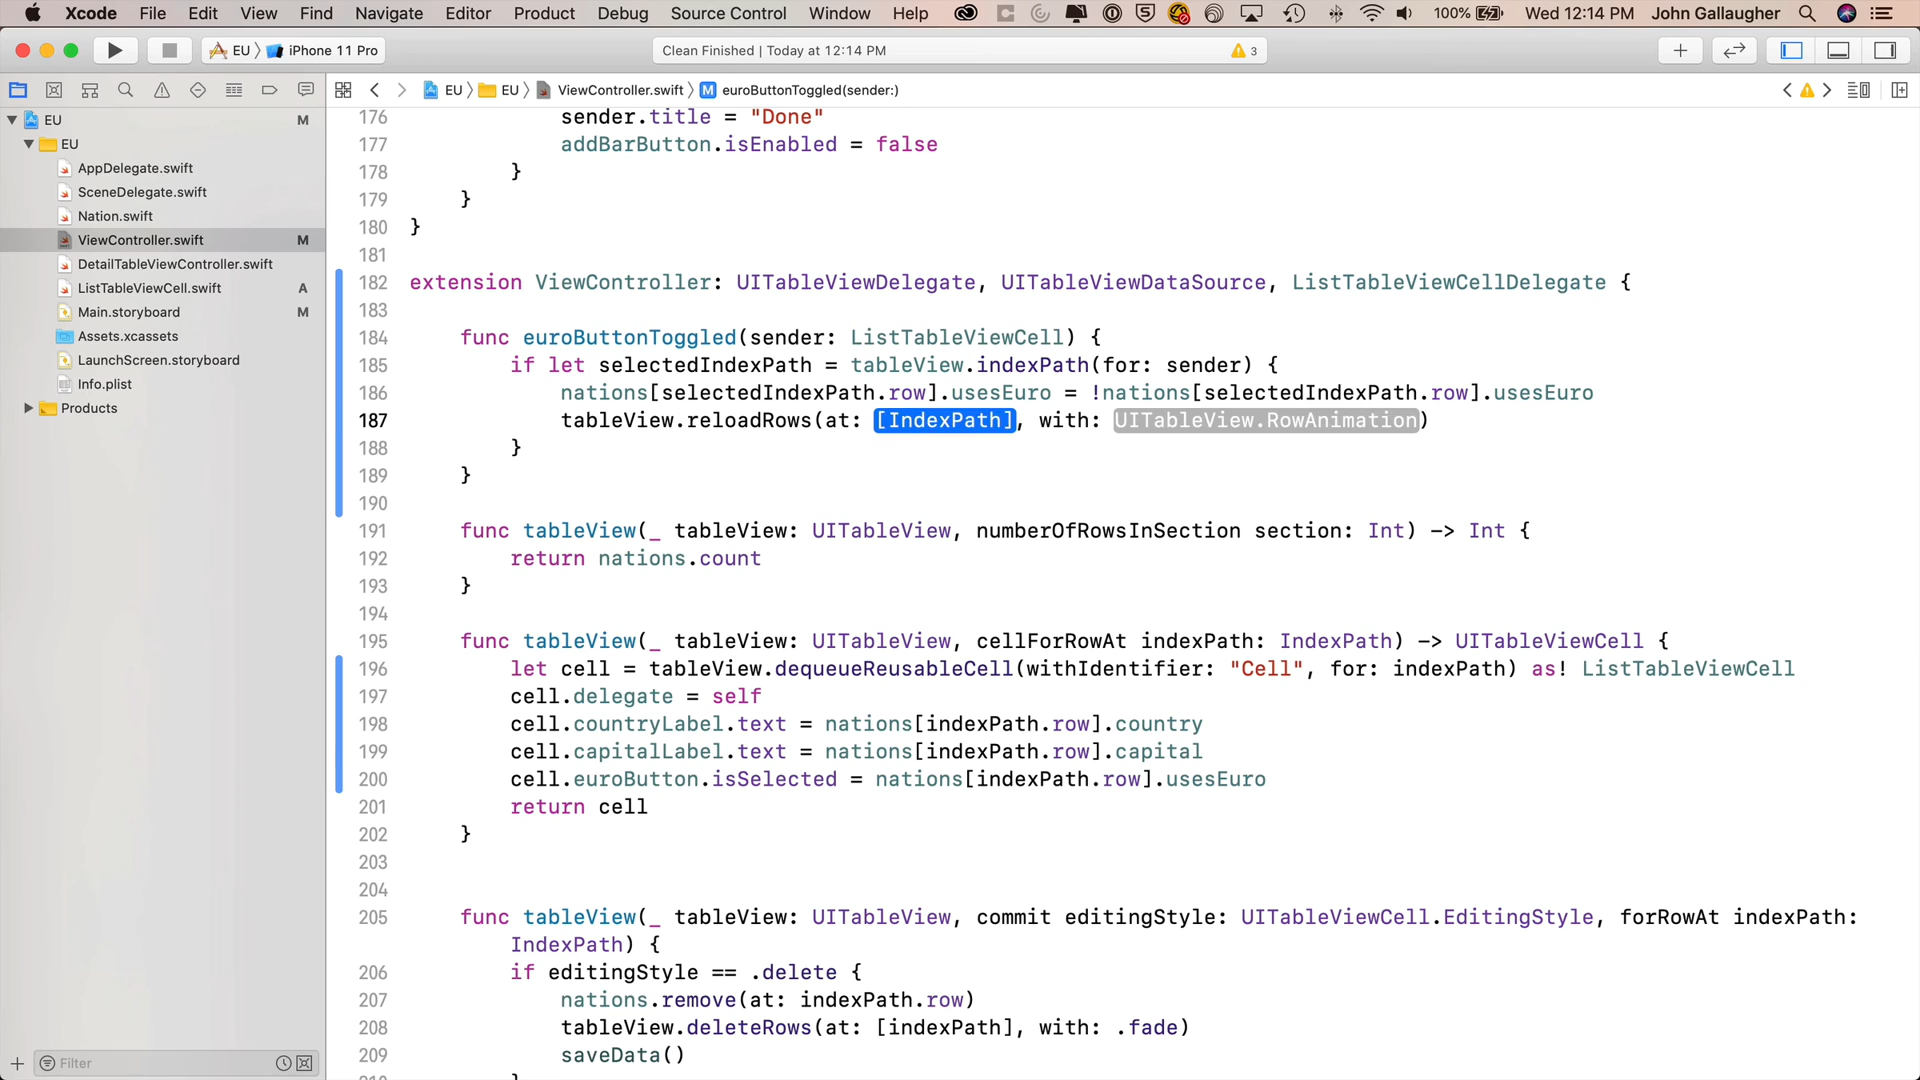 Xcode File Edit View Find Navigate Editor Product Debug Source Control Window Help 100% Wed 12:14 PM John Gallaugher
EU iPhone 11 Pro Clean Finished | Today at 12:14 PM 3
EU EU ViewController.swift M euroButtonToggled(sender:)
EU M
EU
AppDelegate.swift
SceneDelegate.swift
Nation.swift
ViewController.swift M
DetailTableViewController.swift
ListTableViewCell.swift A
Main.storyboard M
Assets.xcassets
LaunchScreen.storyboard
Info.plist
Products
Filter
176 sender.title = "Done"
177 addBarButton.isEnabled = false
178 }
179 }
180 }
181
182 extension ViewController: UITableViewDelegate, UITableViewDataSource, ListTableViewCellDelegate {
183
184 func euroButtonToggled(sender: ListTableViewCell) {
185 if let selectedIndexPath = tableView.indexPath(for: sender) {
186 nations[selectedIndexPath.row].usesEuro = !nations[selectedIndexPath.row].usesEuro
187 tableView.reloadRows(at: [IndexPath], with: UITableView.RowAnimation)
188 }
189 }
190
191 func tableView(_ tableView: UITableView, numberOfRowsInSection section: Int) -> Int {
192 return nations.count
193 }
194
195 func tableView(_ tableView: UITableView, cellForRowAt indexPath: IndexPath) -> UITableViewCell {
196 let cell = tableView.dequeueReusableCell(withIdentifier: "Cell", for: indexPath) as! ListTableViewCell
197 cell.delegate = self
198 cell.countryLabel.text = nations[indexPath.row].country
199 cell.capitalLabel.text = nations[indexPath.row].capital
200 cell.euroButton.isSelected = nations[indexPath.row].usesEuro
201 return cell
202 }
203
204
205 func tableView(_ tableView: UITableView, commit editingStyle: UITableViewCell.EditingStyle, forRowAt indexPath:
IndexPath) {
206 if editingStyle == .delete {
207 nations.remove(at: indexPath.row)
208 tableView.deleteRows(at: [indexPath], with: .fade)
209 saveData()